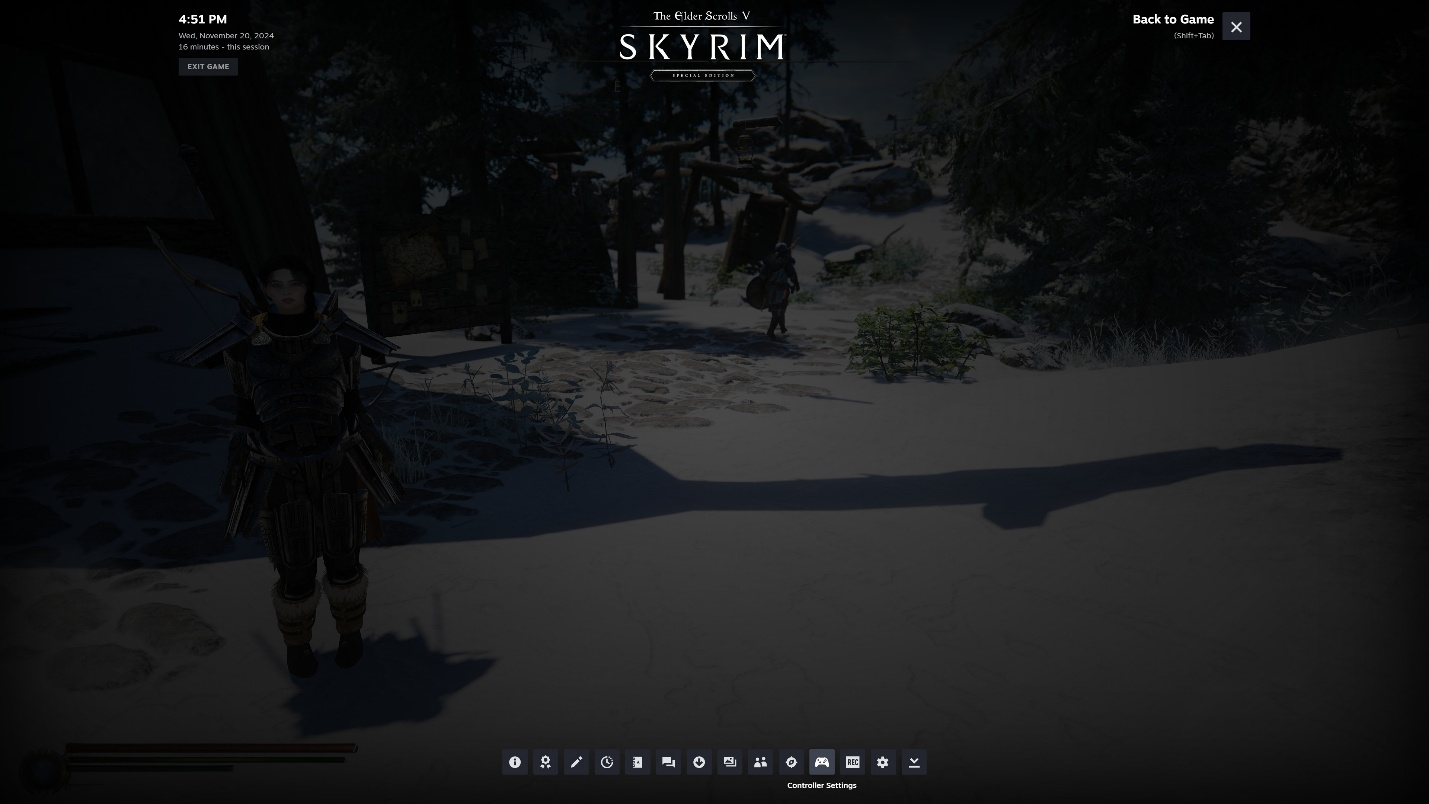 4:51 PM
Wed, November 20, 2024
16 minutes - this session
EXIT GAME
The Elder Scrolls V
SKYRIM
SPECIAL EDITION
Back to Game
(Shift+Tab)
REC
Controller Settings